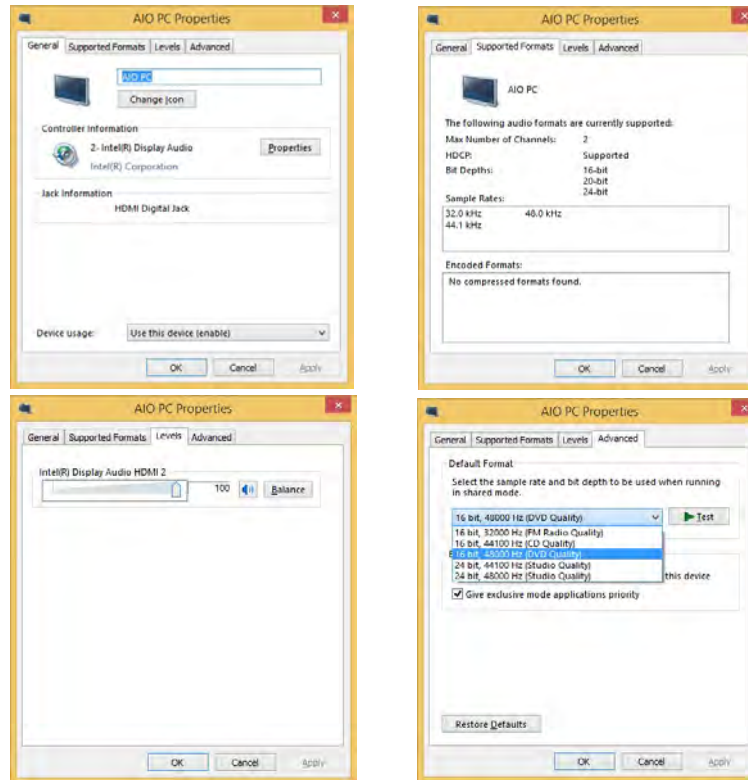 AIO PC Properties
General Supported Formats Levels Advanced
AIO PC
Change Icon
Controller Information
2- Intel(R) Display Audio
Properties
Intel(R) Corporation
Jack Information
HDMI Digital Jack
Device usage:
Use this device (enable)
OK Cancel Apply
AIO PC Properties
General Supported Formats Levels Advanced
AIO PC
The following audio formats are currently supported:
Max Number of Channels: 2
HDCP: Supported
Bit Depths: 16-bit
20-bit
24-bit
Sample Rates:
32.0 kHz 48.0 kHz
44.1 kHz
Encoded Formats:
No compressed formats found.
OK Cancel Apply
AIO PC Properties
General Supported Formats Levels Advanced
Intel(R) Display Audio HDMI 2
100 Balance
OK Cancel Apply
AIO PC Properties
General Supported Formats Levels Advanced
Default Format
Select the sample rate and bit depth to be used when running
in shared mode.
16 bit, 48000 Hz (DVD Quality)
Test
16 bit, 32000 Hz (FM Radio Quality)
16 bit, 44100 Hz (CD Quality)
16 bit, 48000 Hz (DVD Quality)
24 bit, 44100 Hz (Studio Quality)
24 bit, 48000 Hz (Studio Quality)
this device
Give exclusive mode applications priority
Restore Defaults
OK Cancel Apply